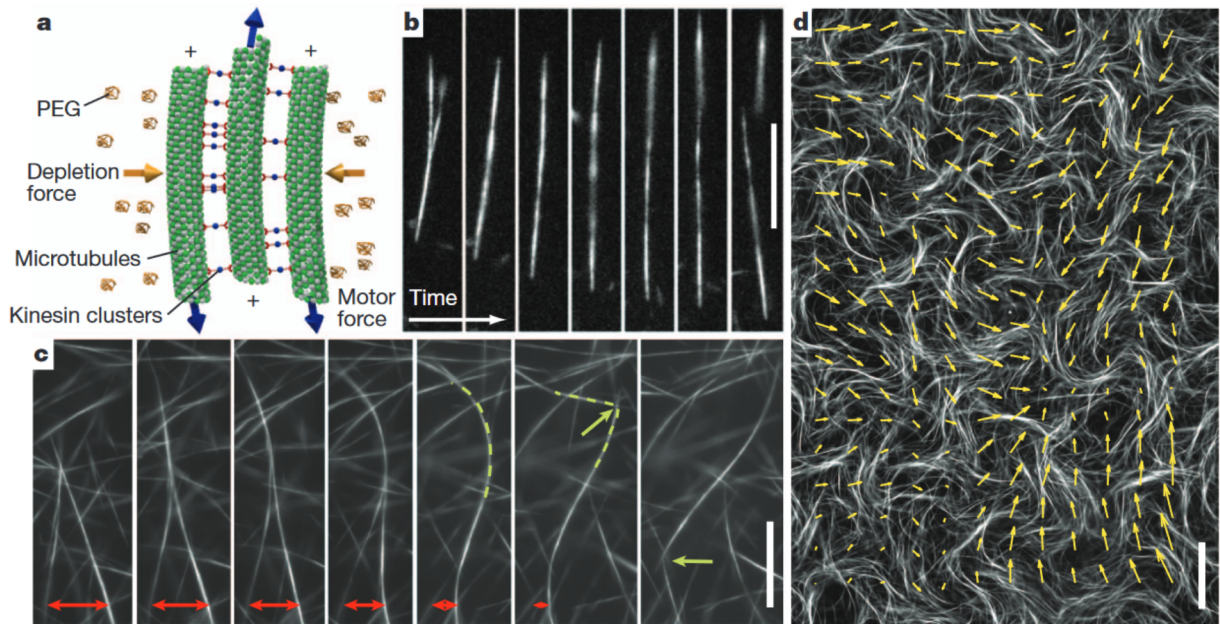 a
+
+
PEG
Depletion
force
Microtubules
Kinesin clusters
+
Motor
force
b
Time
c
d